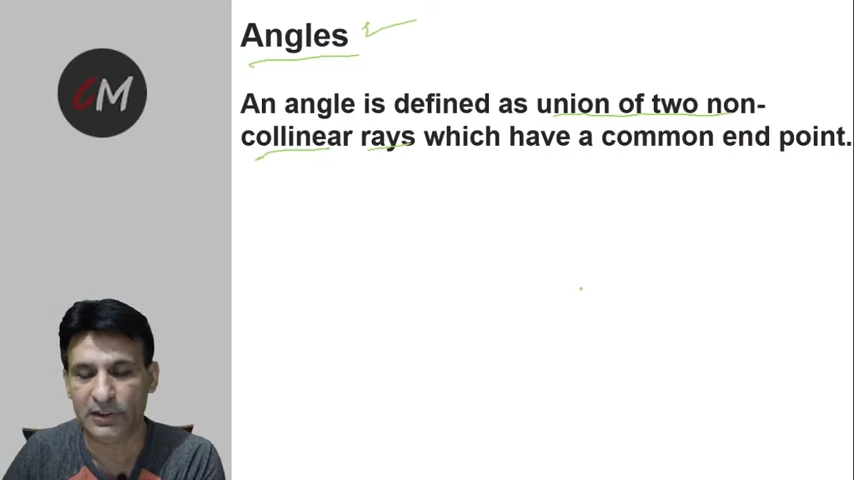 Angles
CM
An angle is defined as union of two non-
collinear rays which have a common end point.